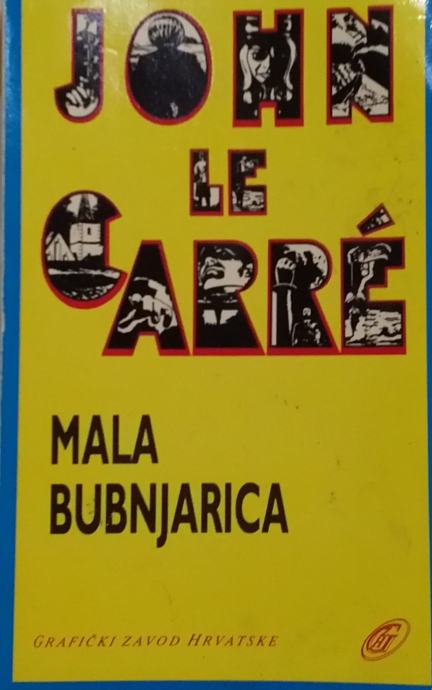 JOHN
LE
CARRÉ
MALA
BUBNJARICA
GRAFIČKI ZAVOD HRVATSKE